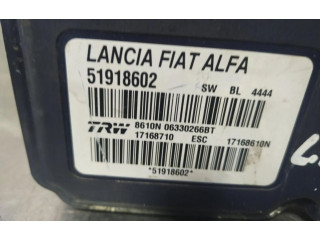 LANCIA FIAT ALFA
51918602 SW BL 4444
TRW 8610N 06330266BT
17168710 ESC 17168610N
*51918602*